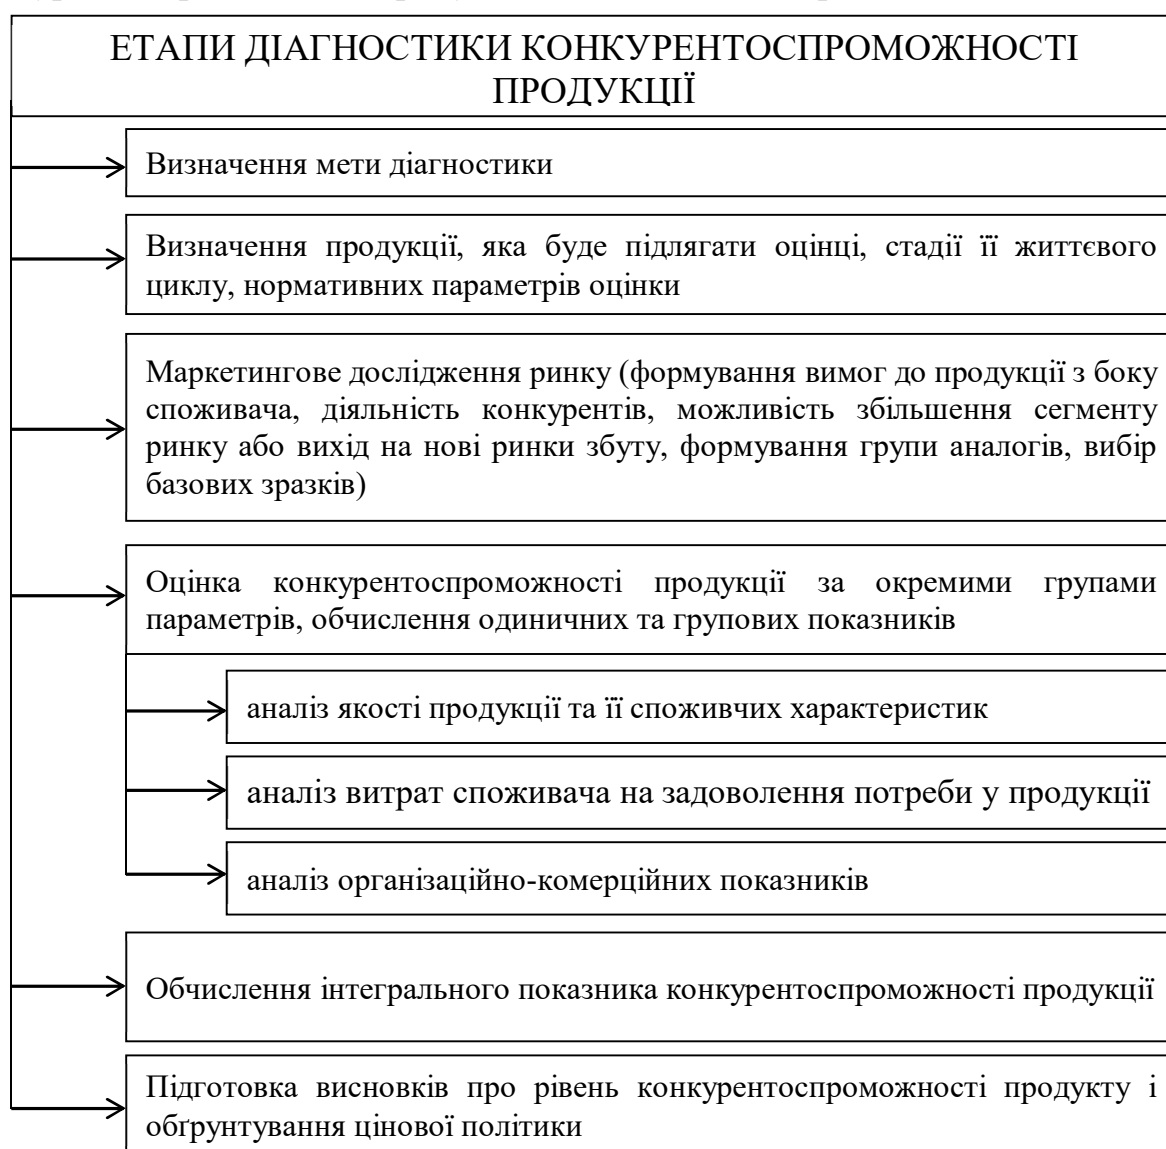 ЕТАПИ ДІАГНОСТИКИ КОНКУРЕНТОСПРОМОЖНОСТІ
ПРОДУКЦІЇ
Визначення мети діагностики
Визначення продукції, яка буде підлягати оцінці, стадії її життєвого
циклу, нормативних параметрів оцінки
Маркетингове дослідження ринку (формування вимог до продукції з боку
споживача, діяльність конкурентів, можливість збільшення сегменту
ринку або вихід на нові ринки збуту, формування групи аналогів, вибір
базових зразків)
Оцінка конкурентоспроможності продукції за окремими групами
параметрів, обчислення одиничних та групових показників
аналіз якості продукції та її споживчих характеристик
аналіз витрат споживача на задоволення потреби у продукції
аналіз організаційно-комерційних показників
Обчислення інтегрального показника конкурентоспроможності продукції
Підготовка висновків про рівень конкурентоспроможності продукту і
обґрунтування цінової політики